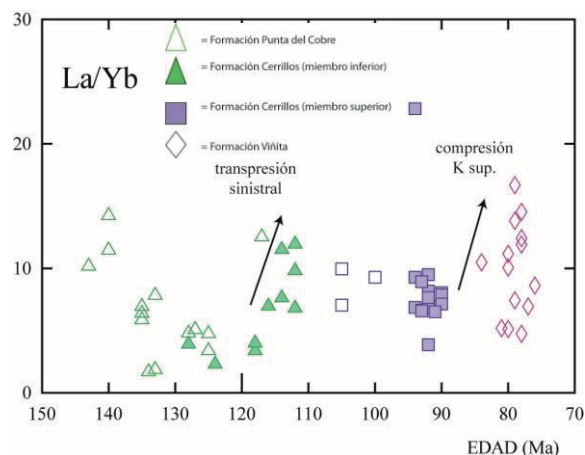 30
La/Yb
= Formación Punta del Cobre
= Formación Cerrillos (miembro inferior)
= Formación Cerrillos (miembro superior)
= Formación Viñita
transpresión
sinistral
compresión
K sup.
20
10
0
150 140 130 120 110 100 90 80 70
EDAD (Ma)